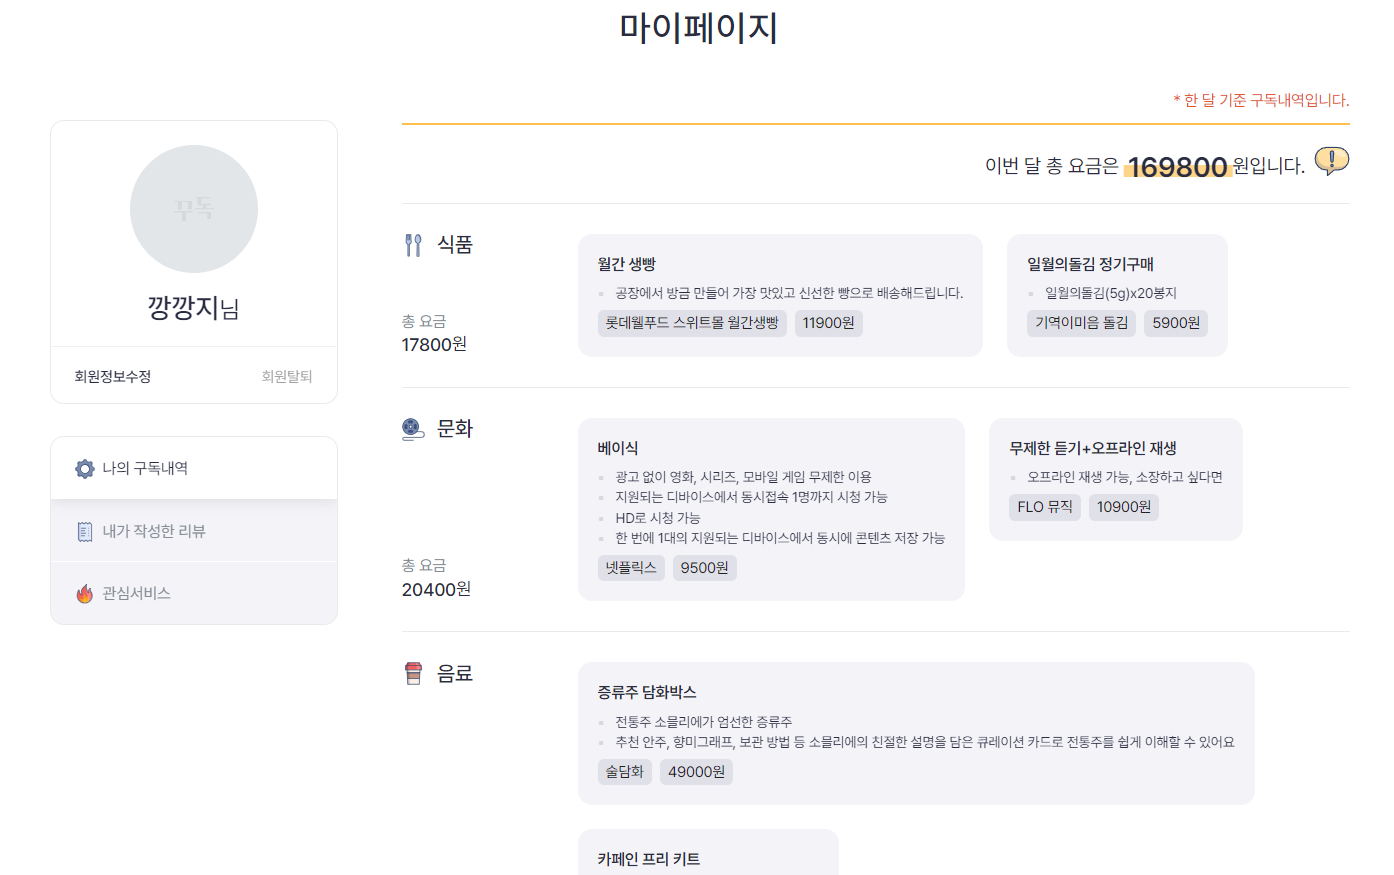 마이페이지
* 한 달 기준 구독내역입니다.
이번 달 총 요금은 169800 원입니다.
꾸독
깡깡지님
회원정보수정 회원탈퇴
나의 구독내역
내가 작성한 리뷰
관심서비스
식품
총 요금
17800원
월간 생빵
공장에서 방금 만들어 가장 맛있고 신선한 빵으로 배송해드립니다.
롯데웰푸드 스위트몰 월간생빵 11900원
일월의돌김 정기구매
일월의돌김(5g)x20봉지
기역이미음 돌김 5900원
문화
총 요금
20400원
베이식
광고 없이 영화, 시리즈, 모바일 게임 무제한 이용
지원되는 디바이스에서 동시접속 1명까지 시청 가능
HD로 시청 가능
한 번에 1대의 지원되는 디바이스에서 동시에 콘텐츠 저장 가능
넷플릭스 9500원
무제한 듣기+오프라인 재생
오프라인 재생 가능, 소장하고 싶다면
FLO 뮤직 10900원
음료
증류주 담화박스
전통주 소믈리에가 엄선한 증류주
추천 안주, 향미그래프, 보관 방법 등 소믈리에의 친절한 설명을 담은 큐레이션 카드로 전통주를 쉽게 이해할 수 있어요
술담화 49000원
카페인 프리 키트